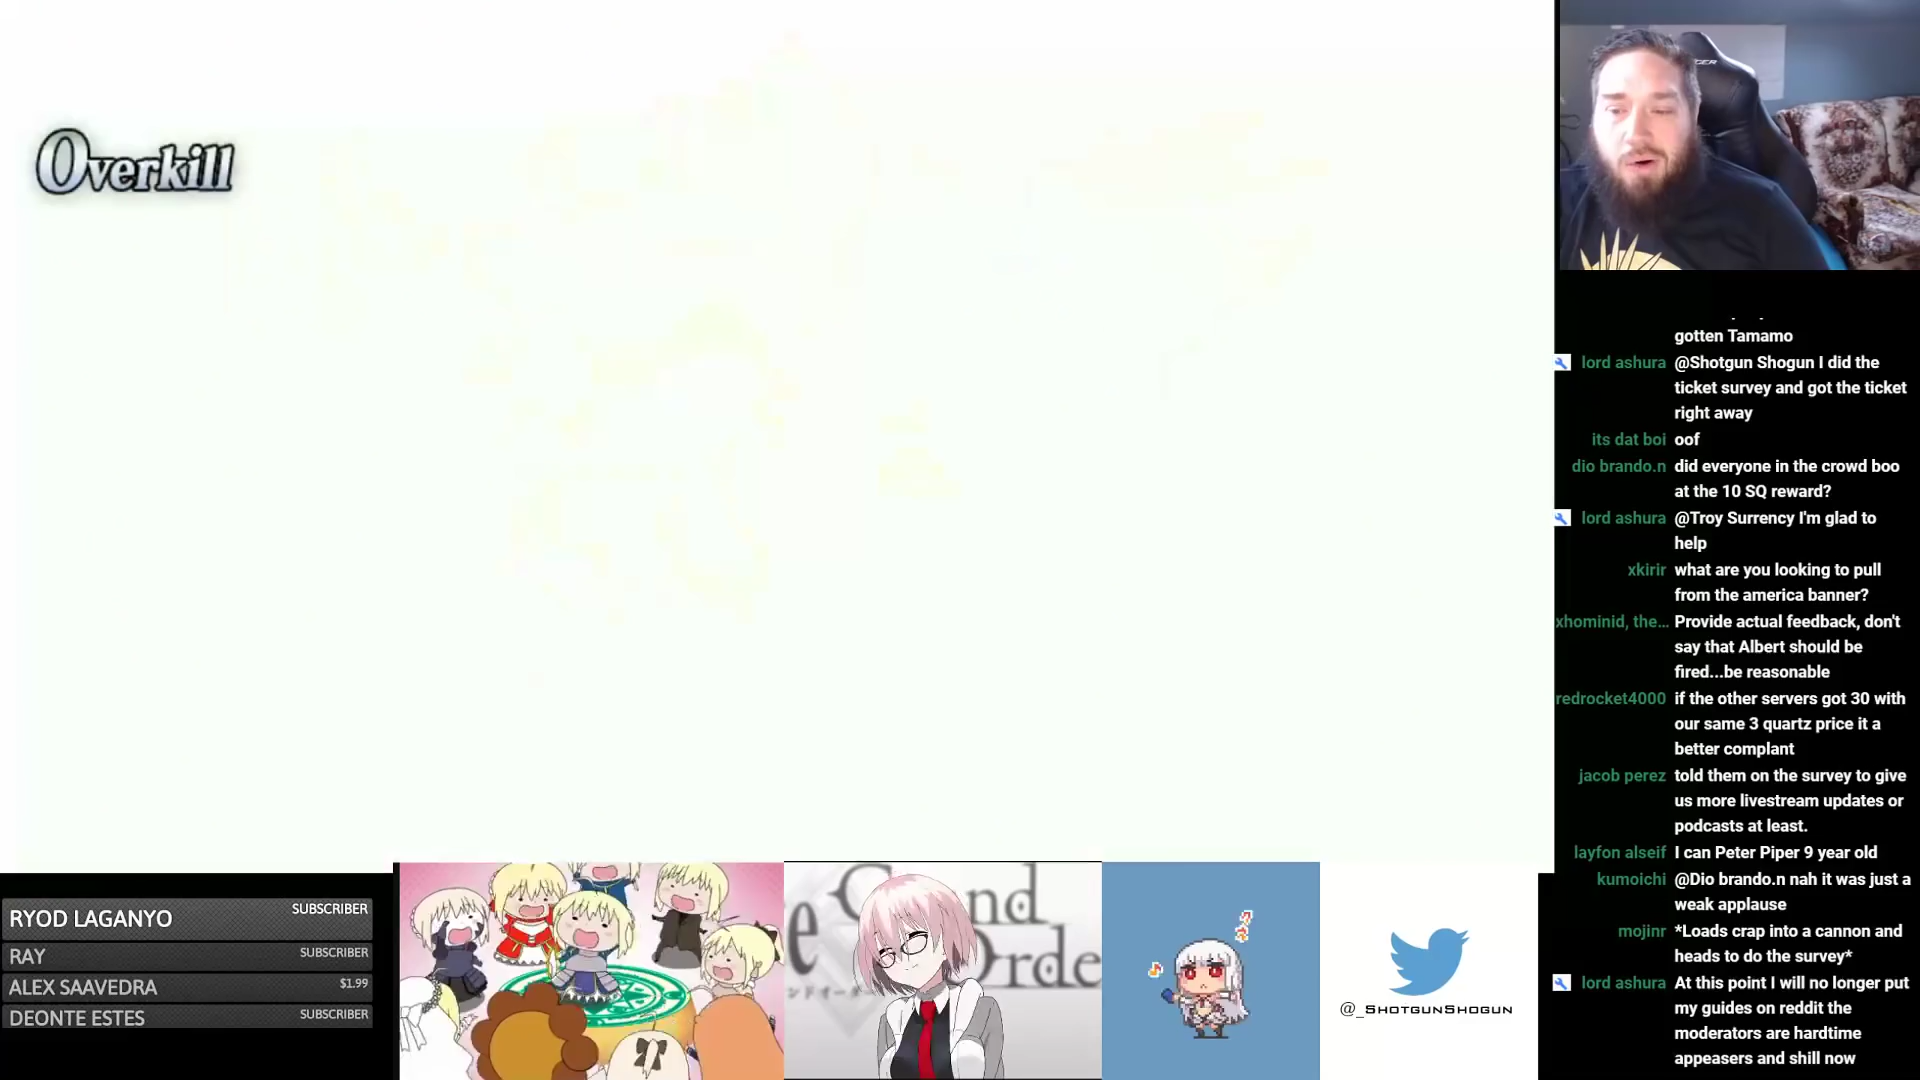 Overkill
gotten Tamamo
lord ashura @Shotgun Shogun I did the
ticket survey and got the ticket
right away
its dat boi oof
dio brando.n did everyone in the crowd boo
at the 10 SQ reward?
lord ashura @Troy Surrency I'm glad to
help
xkirir what are you looking to pull
from the america banner?
xhominid, the... Provide actual feedback, don't
say that Albert should be
fired...be reasonable
redrocket4000 if the other servers got 30 with
our same 3 quartz price it a
better complant
jacob perez told them on the survey to give
us more livestream updates or
podcasts at least.
layfon alseif I can Peter Piper 9 year old
kumoichi @Dio brando.n nah it was just a
weak applause
mojinr *Loads crap into a cannon and
heads to do the survey*
lord ashura At this point I will no longer put
my guides on reddit the
moderators are hardtime
appeasers and shill now
RYOD LAGANYO SUBSCRIBER
RAY SUBSCRIBER
ALEX SAAVEDRA $1.99
DEONTE ESTES SUBSCRIBER
e Grand
Orde
ンドオーダー
@_ShotgunShogun